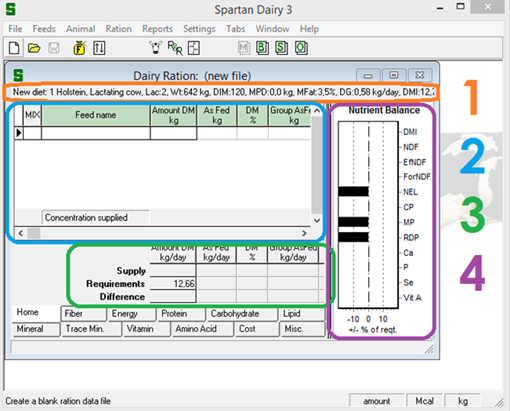 Spartan Dairy 3
File Feeds Animal Ration Reports Settings Tabs Window Help
Dairy Ration: (new file)
New diet: 1 Holstein, Lactating cow, Lac:2, Wt:642 kg, DIM:120, MPD:0,0 kg, MFat:3,5%, DG:0,58 kg/day, DMI:12,
1
MIX Feed name Amount DM kg As Fed kg DM % Group AsFe kg
Nutrient Balance
DMI
NDF
2
EfNDF
ForNDF
NEL
CP
3
MP
RDP
Concentration supplied
Ca
P
Amount DM kg/day As Fed kg/day DM % Group AsFed kg/day
4
Supply
Se
Requirements 12,66
Vit A
Difference
Home Fiber Energy Protein Carbohydrate Lipid
-10 0 10
Mineral Trace Min. Vitamin Amino Acid Cost Misc.
+/- % of reqt.
Create a blank ration data file amount Mcal kg